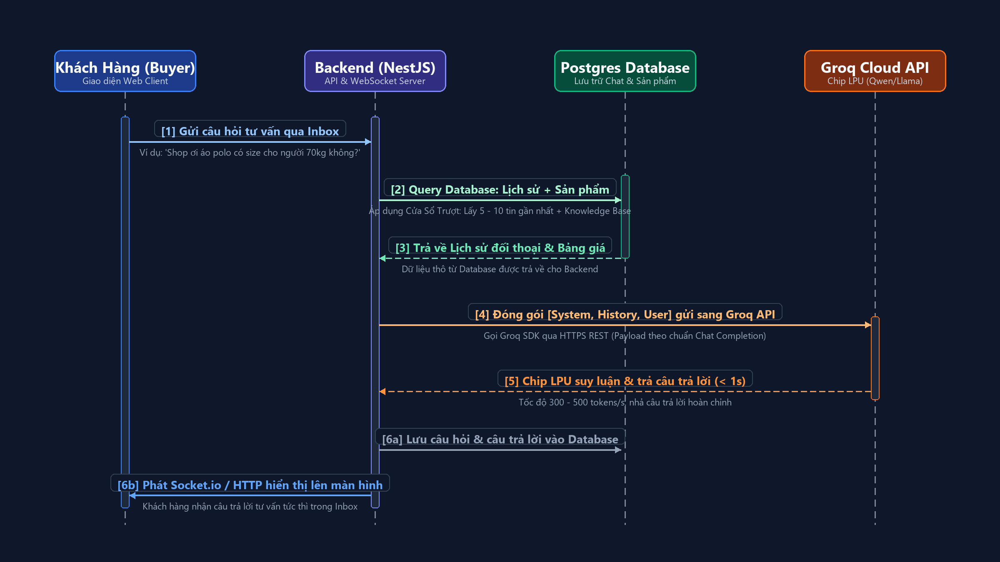 Khách Hàng (Buyer)
Giao diện Web Client
Backend (NestJS)
API & WebSocket Server
Postgres Database
Lưu trữ Chat & Sản phẩm
Groq Cloud API
Chip LPU (Qwen/Llama)
[1] Gửi câu hỏi tư vấn qua Inbox
Ví dụ: 'Shop ơi áo polo có size cho người 70kg không?'
[2] Query Database: Lịch sử + Sản phẩm
Áp dụng Cửa Sổ Trượt: Lấy 5 - 10 tin gần nhất + Knowledge Base
[3] Trả về Lịch sử đối thoại & Bảng giá
Dữ liệu thô từ Database được trả về cho Backend
[4] Đóng gói [System, History, User] gửi sang Groq API
Gọi Groq SDK qua HTTPS REST (Payload theo chuẩn Chat Completion)
[5] Chip LPU suy luận & trả câu trả lời (< 1s)
Tốc độ 300 - 500 tokens/s, nhả câu trả lời hoàn chỉnh
[6a] Lưu câu hỏi & câu trả lời vào Database
[6b] Phát Socket.io / HTTP hiển thị lên màn hình
Khách hàng nhận câu trả lời tư vấn tức thì trong Inbox